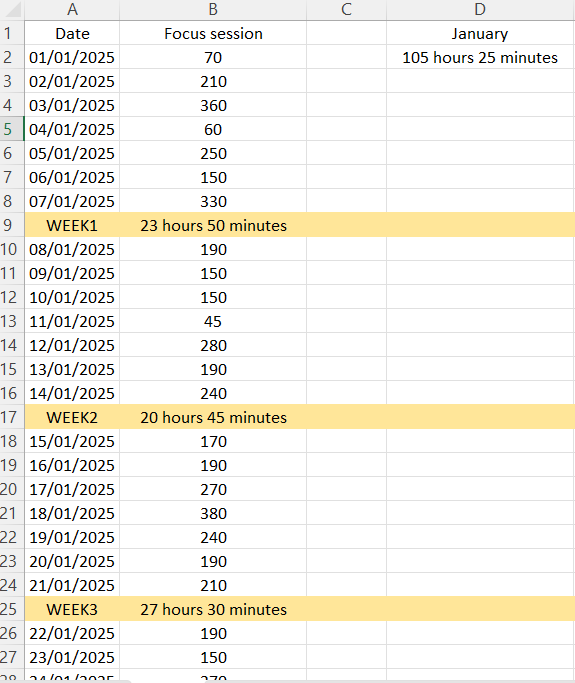 A B C D
1 Date Focus session January
2 01/01/2025 70 105 hours 25 minutes
3 02/01/2025 210
4 03/01/2025 360
5 04/01/2025 60
6 05/01/2025 250
7 06/01/2025 150
8 07/01/2025 330
9 WEEK1 23 hours 50 minutes
10 08/01/2025 190
11 09/01/2025 150
12 10/01/2025 150
13 11/01/2025 45
14 12/01/2025 280
15 13/01/2025 190
16 14/01/2025 240
17 WEEK2 20 hours 45 minutes
18 15/01/2025 170
19 16/01/2025 190
20 17/01/2025 270
21 18/01/2025 380
22 19/01/2025 240
23 20/01/2025 190
24 21/01/2025 210
25 WEEK3 27 hours 30 minutes
26 22/01/2025 190
27 23/01/2025 150